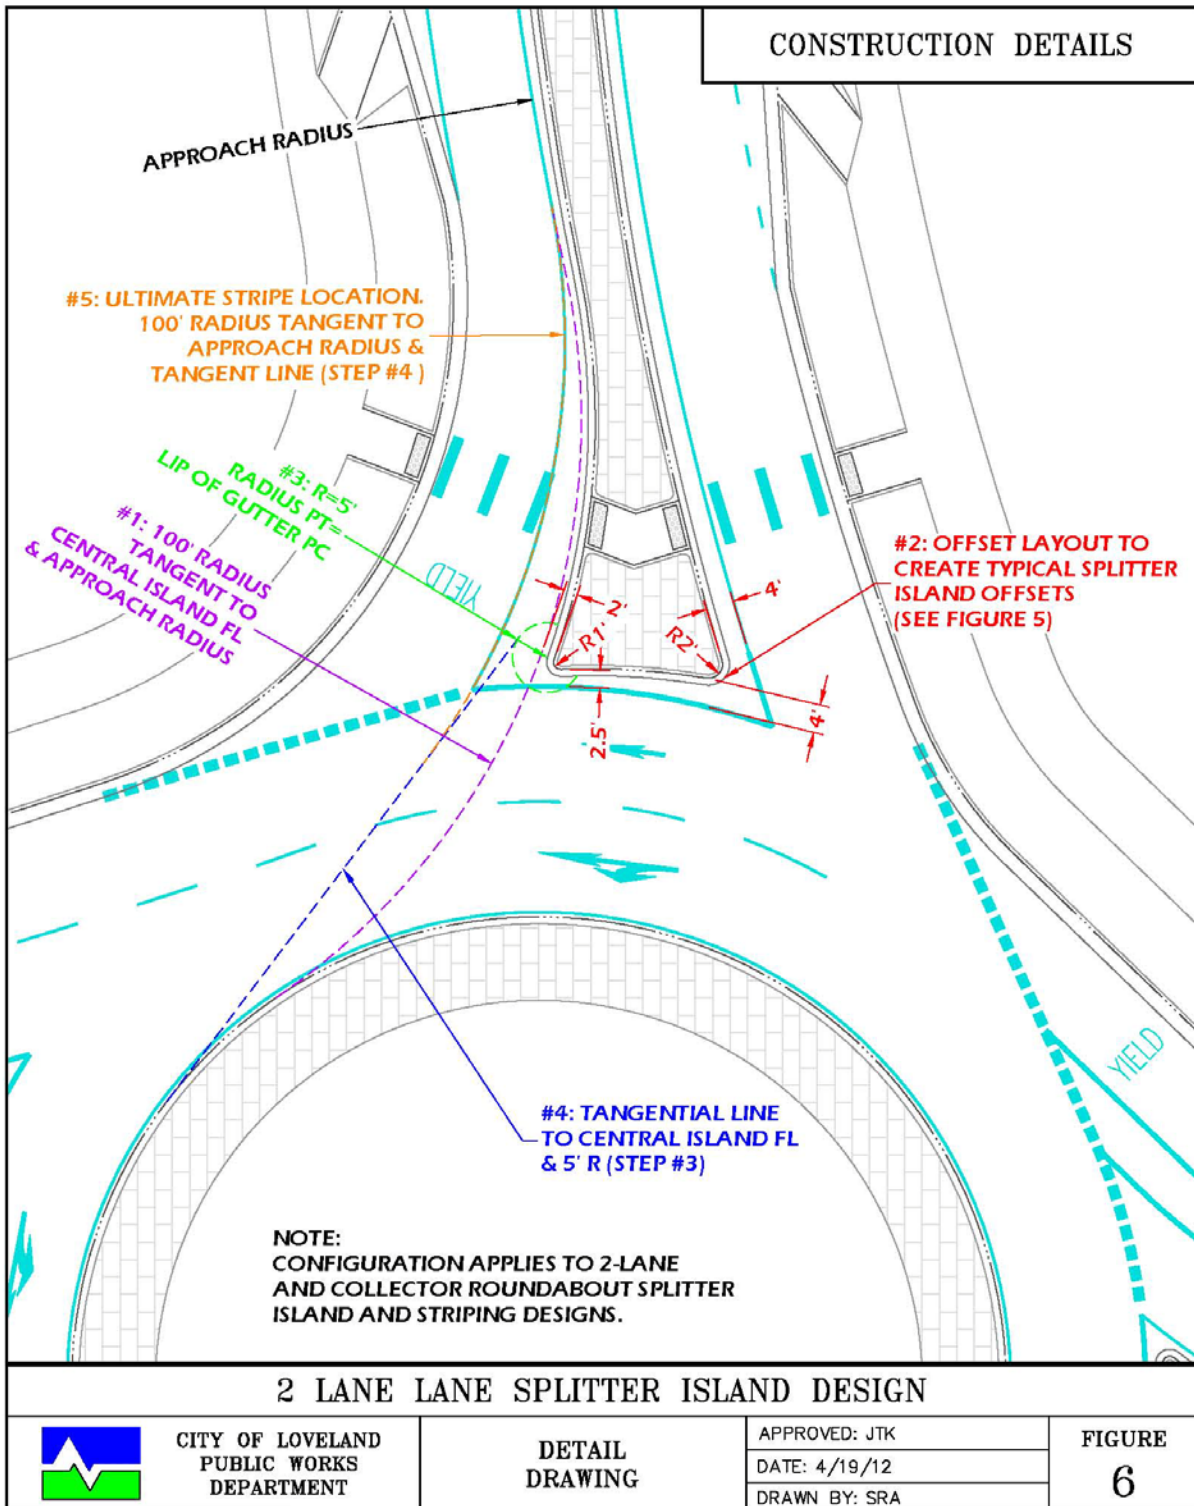 CONSTRUCTION DETAILS
APPROACH RADIUS
#5: ULTIMATE STRIPE LOCATION.
100' RADIUS TANGENT TO
APPROACH RADIUS &
TANGENT LINE (STEP #4 )
#3: R=5'
RADIUS PT=
LIP OF GUTTER PC
#1: 100' RADIUS
TANGENT TO
CENTRAL ISLAND FL
& APPROACH RADIUS
YIELD
#2: OFFSET LAYOUT TO
CREATE TYPICAL SPLITTER
ISLAND OFFSETS
(SEE FIGURE 5)
2'
4'
R1'
R2'
4'
2.5'
YIELD
#4: TANGENTIAL LINE
TO CENTRAL ISLAND FL
& 5' R (STEP #3)
NOTE:
CONFIGURATION APPLIES TO 2-LANE
AND COLLECTOR ROUNDABOUT SPLITTER
ISLAND AND STRIPING DESIGNS.
2 LANE LANE SPLITTER ISLAND DESIGN
CITY OF LOVELAND
PUBLIC WORKS
DEPARTMENT
DETAIL
DRAWING
APPROVED: JTK
DATE: 4/19/12
DRAWN BY: SRA
FIGURE
6